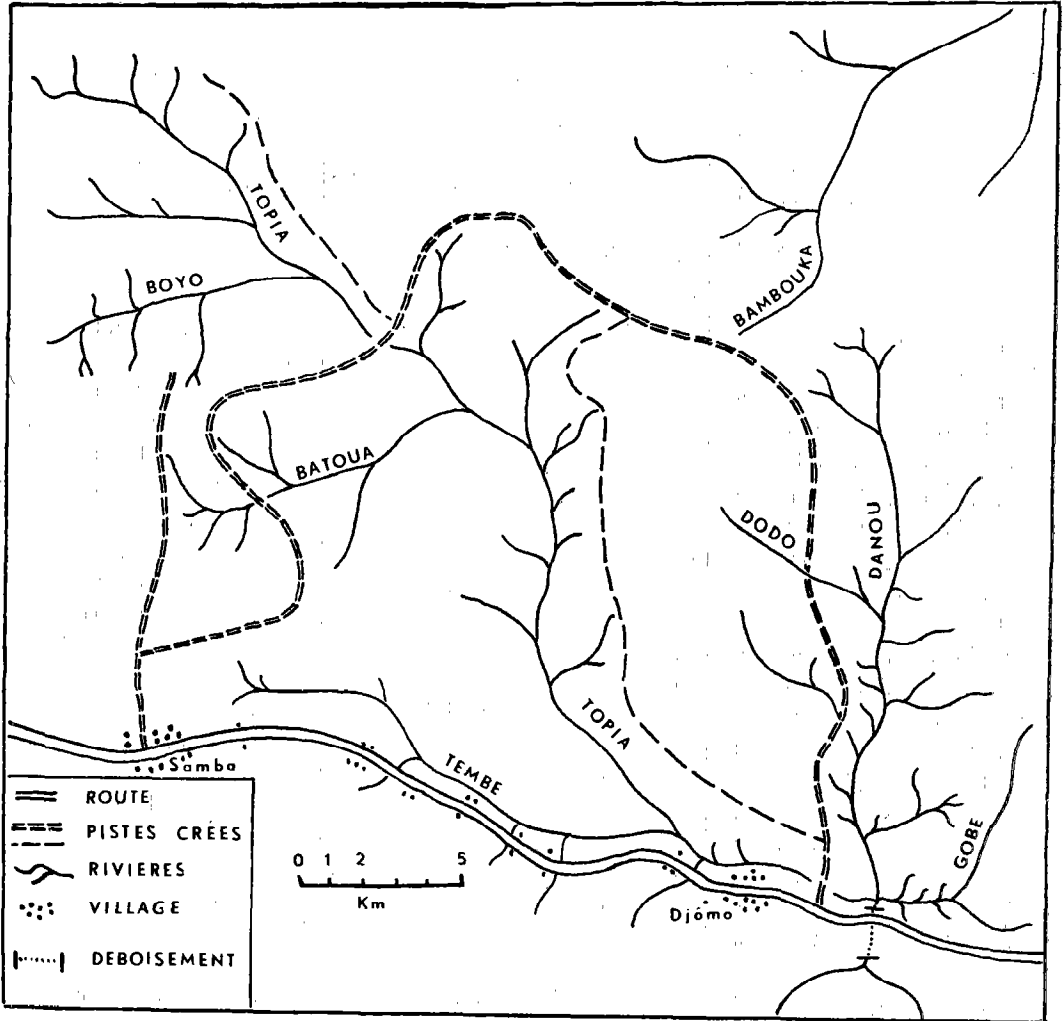 TOPIA
BOYO
BAMBOUKA
BATOUA
DODO
DANOU
TOPIA
TEMBE
GOBE
Samba
Djómo
ROUTE
PISTES CRÉES
RIVIERES
VILLAGE
DEBOISEMENT
0 1 2 5
Km